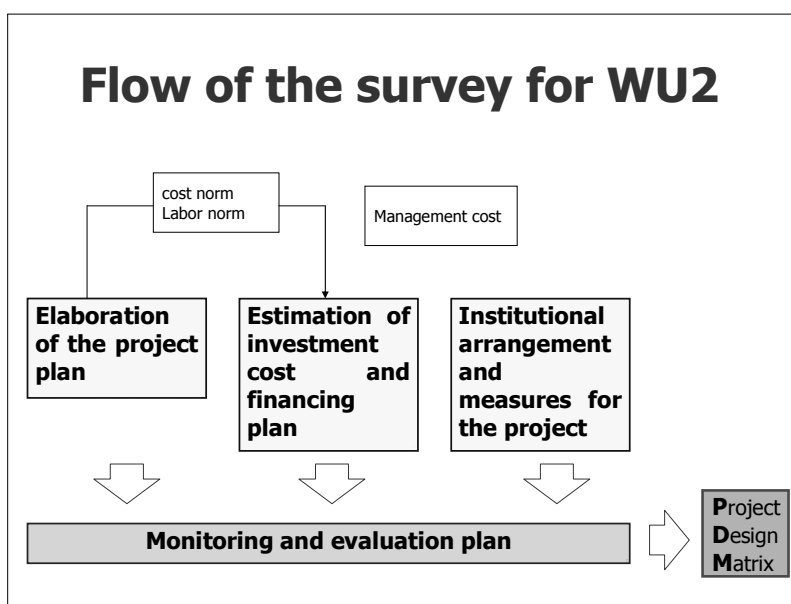 Flow of the survey for WU2
cost norm
Labor norm
Management cost
Elaboration
of the project
plan
Estimation of
investment
cost and
financing
plan
Institutional
arrangement
and
measures for
the project
Monitoring and evaluation plan
Project
Design
Matrix